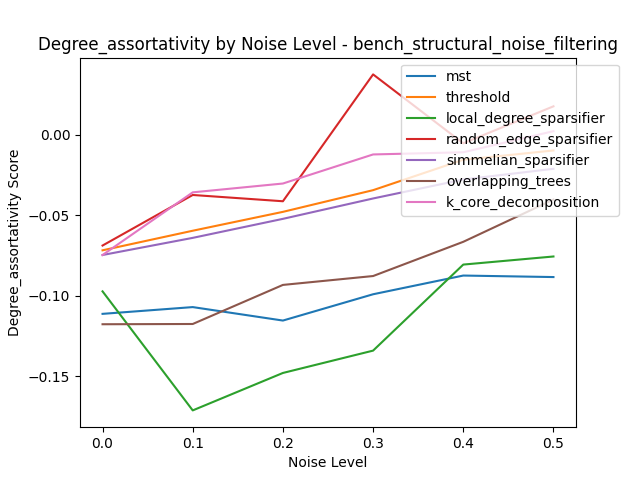 Degree_assortativity by Noise Level - bench_structural_noise_filtering
mst
threshold
local_degree_sparsifier
random_edge_sparsifier
simmelian_sparsifier
overlapping_trees
k_core_decomposition
Degree_assortativity Score
0.00
−0.05
−0.10
−0.15
0.0 0.1 0.2 0.3 0.4 0.5
Noise Level